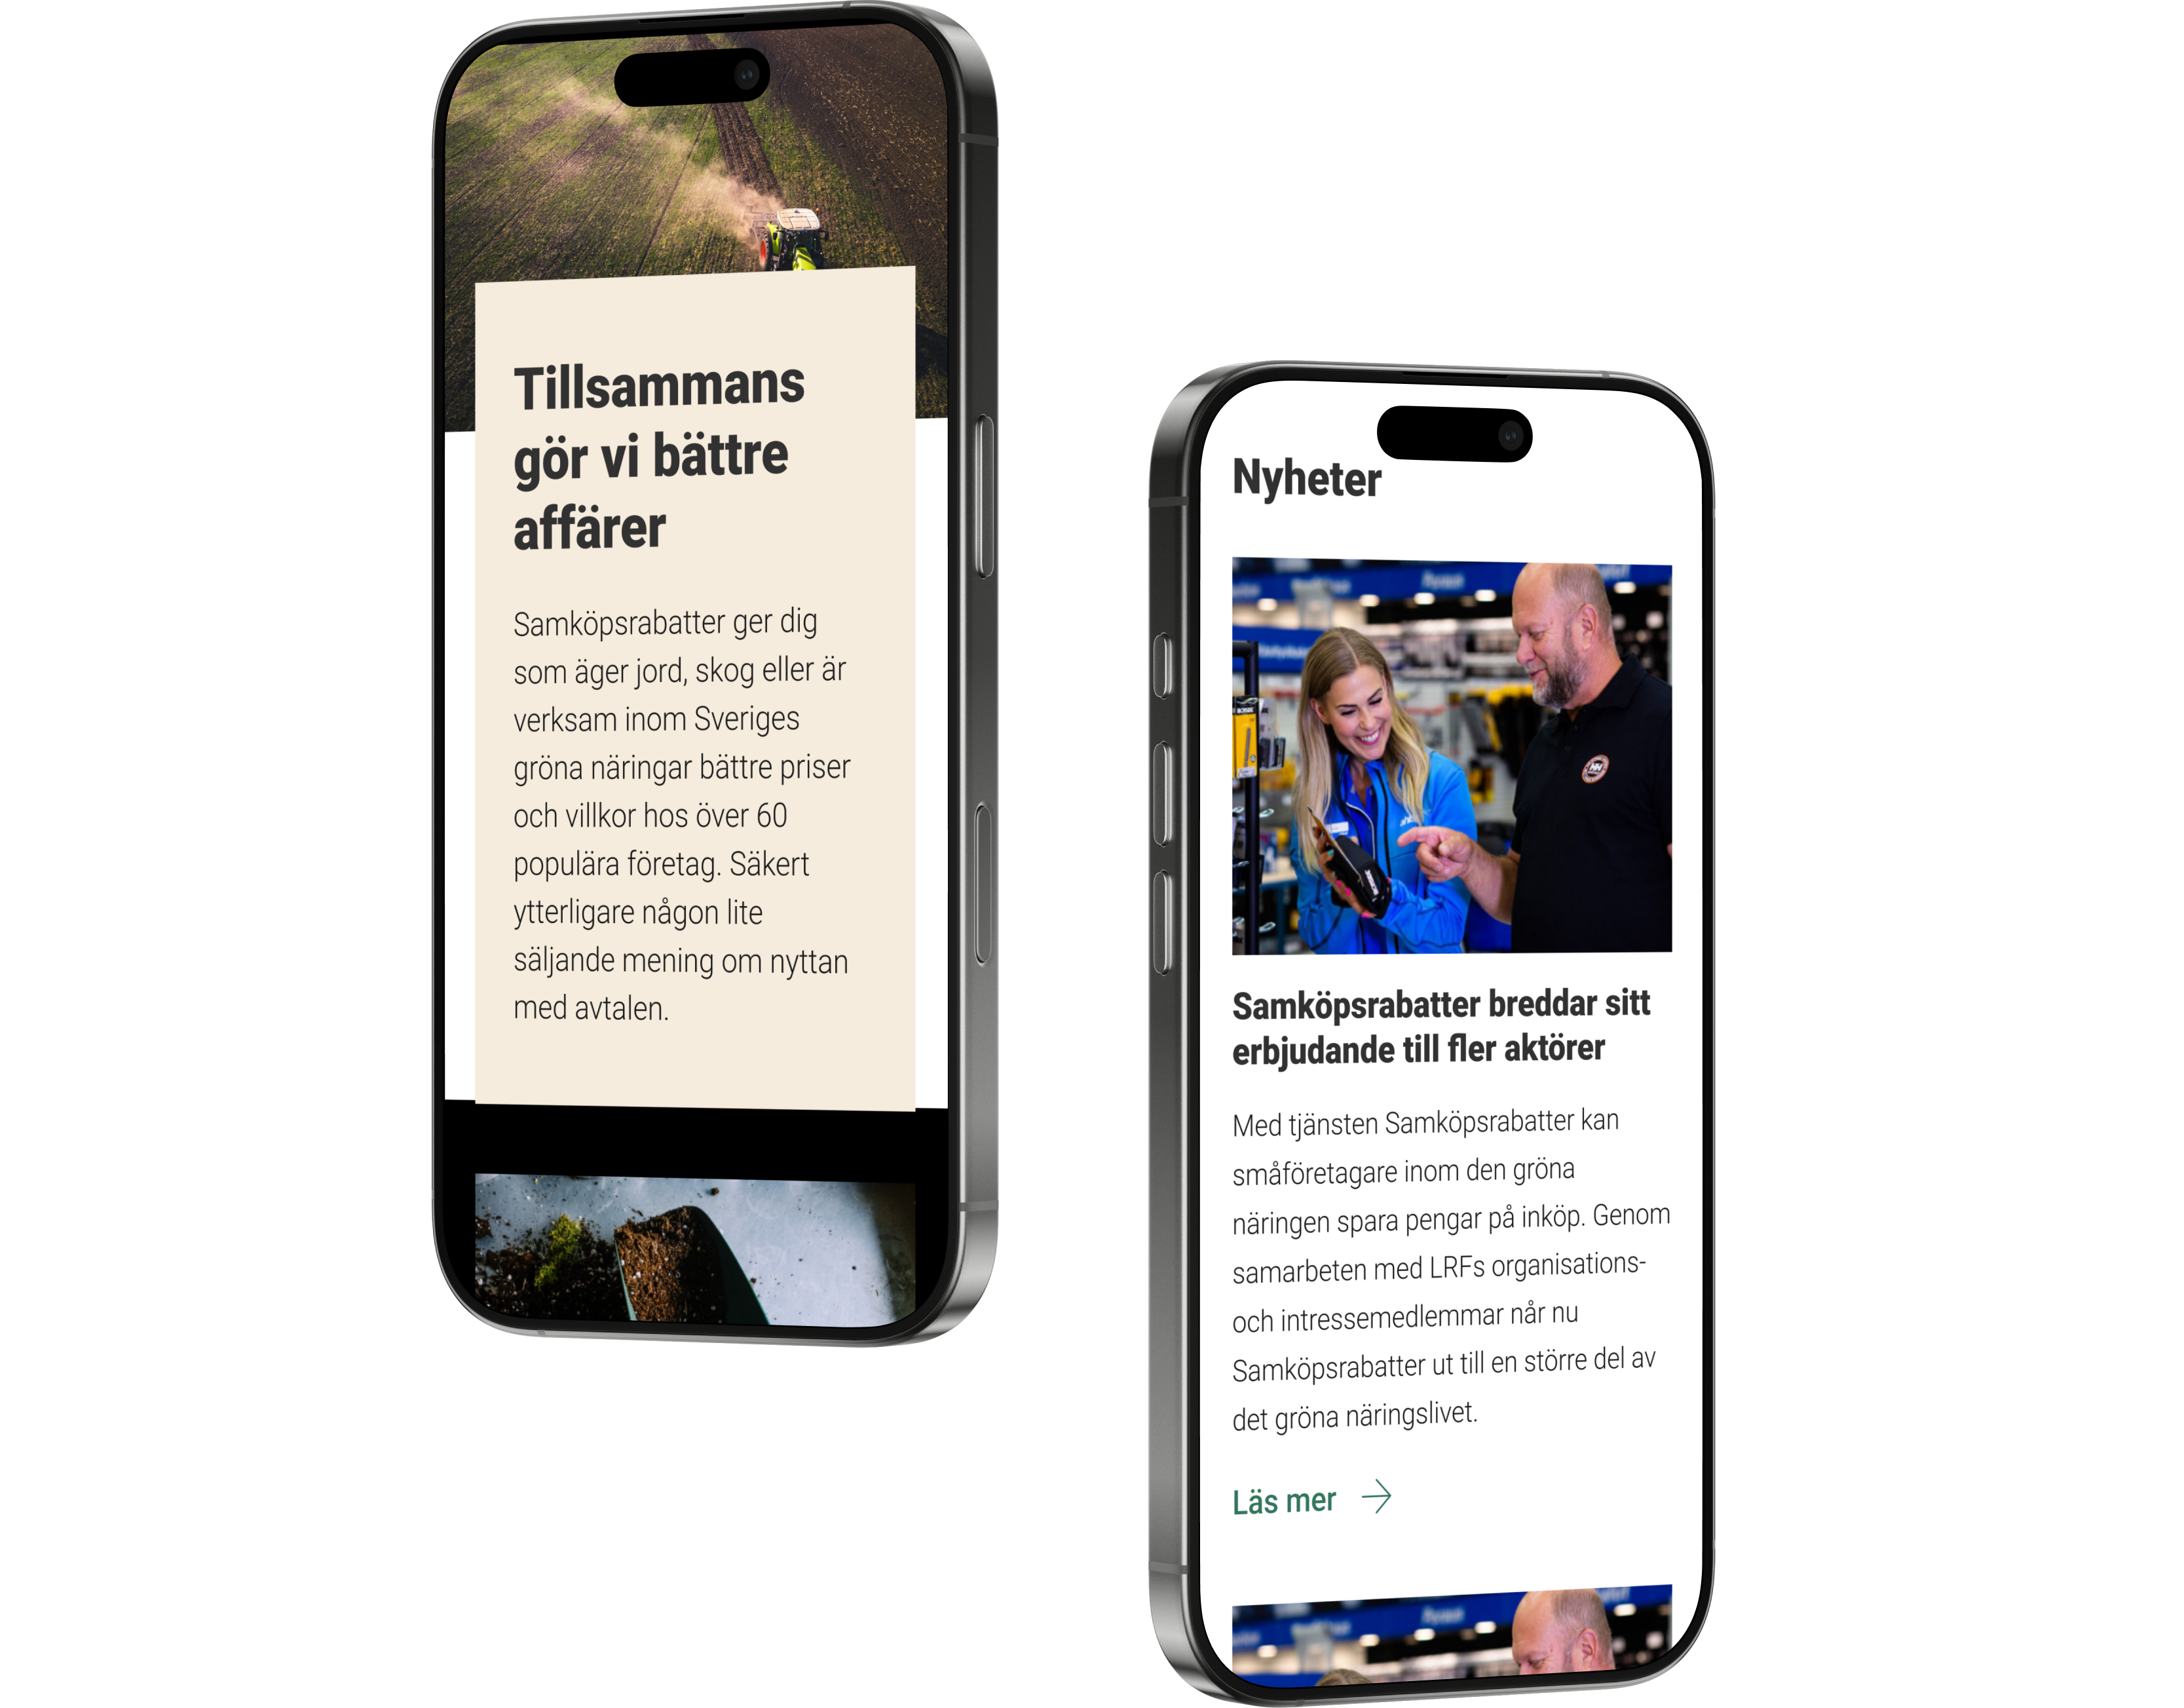 Tillsammans
gör vi bättre
affärer
Samköpsrabatter ger dig
som äger jord, skog eller är
verksam inom Sveriges
gröna näringar bättre priser
och villkor hos över 60
populära företag. Säkert
ytterligare någon lite
säljande mening om nyttan
med avtalen.
Nyheter
Samköpsrabatter breddar sitt
erbjudande till fler aktörer
Med tjänsten Samköpsrabatter kan
småföretagare inom den gröna
näringen spara pengar på inköp. Genom
samarbeten med LRFs organisations-
och intressemedlemmar når nu
Samköpsrabatter ut till en större del av
det gröna näringslivet.
Läs mer